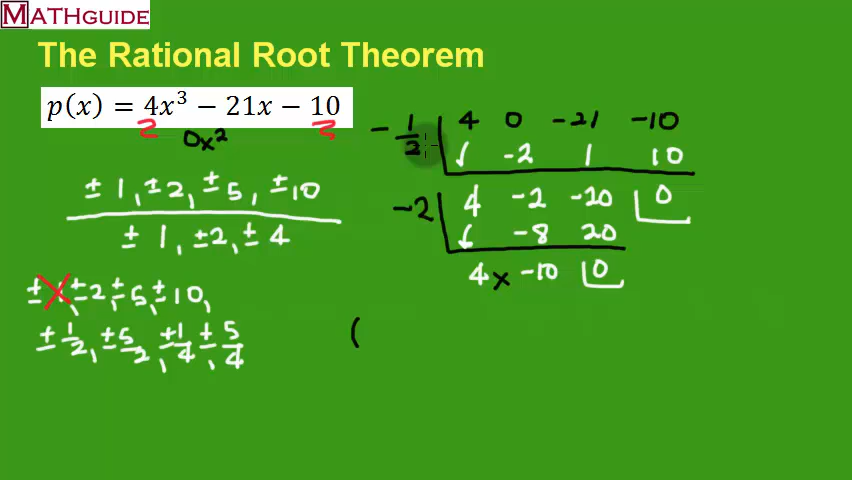 MATHGUIDE
The Rational Root Theorem
p(x) = 4x³ − 21x − 10
0x²
± 1, ±2, ±5, ±10
± 1, ±2, ± 4
± 1, ±2, ±5, ±10,
± 1/2, ± 5/2, ± 1/4, ± 5/4
- 1/2 | 4 0 -21 -10
↓ -2 1 10
-2 | 4 -2 -20 | 0
↓ -8 20
4x -10 | 0
(